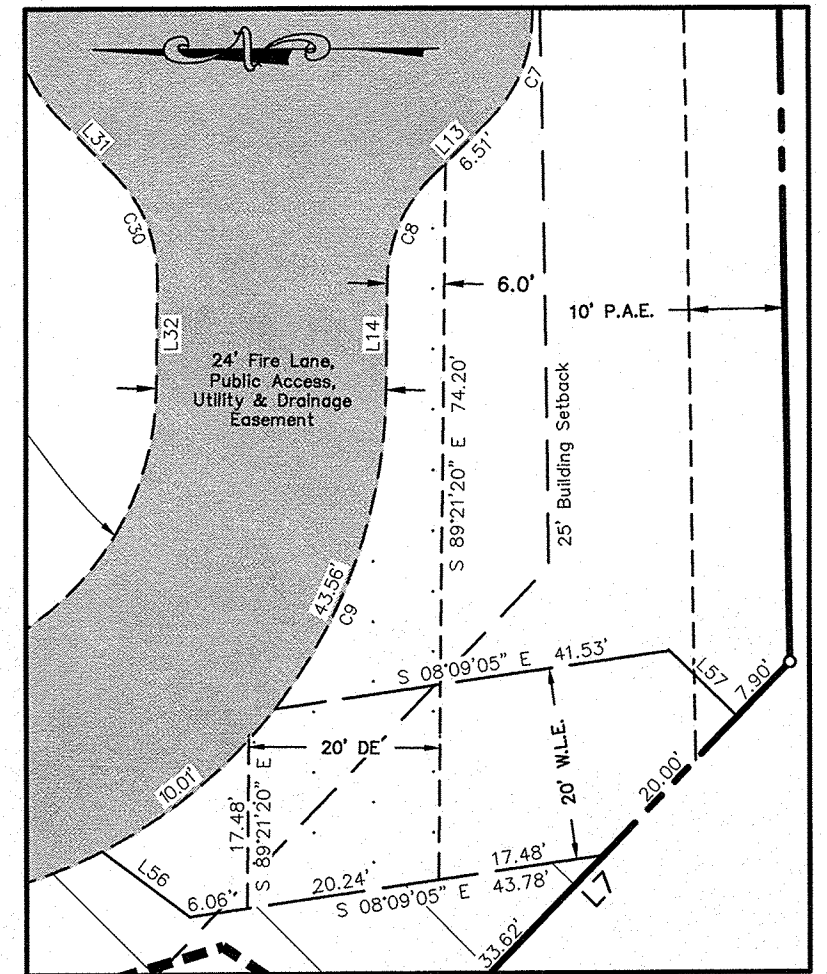 N
C7
L31
L13
6.51'
C30
C8
6.0'
10' P.A.E.
L32
L14
24' Fire Lane,
Public Access,
Utility & Drainage
Easement
S 89°21'20" E 74.20'
25' Building Setback
43.56'
C9
S 08°09'05" E 41.53'
L57
7.90'
20' DE
20' W.L.E.
20.00'
10.01'
17.48'
S 89°21'20" E
L56
6.06'
20.24'
17.48'
S 08°09'05" E 43.78'
L7
33.62'